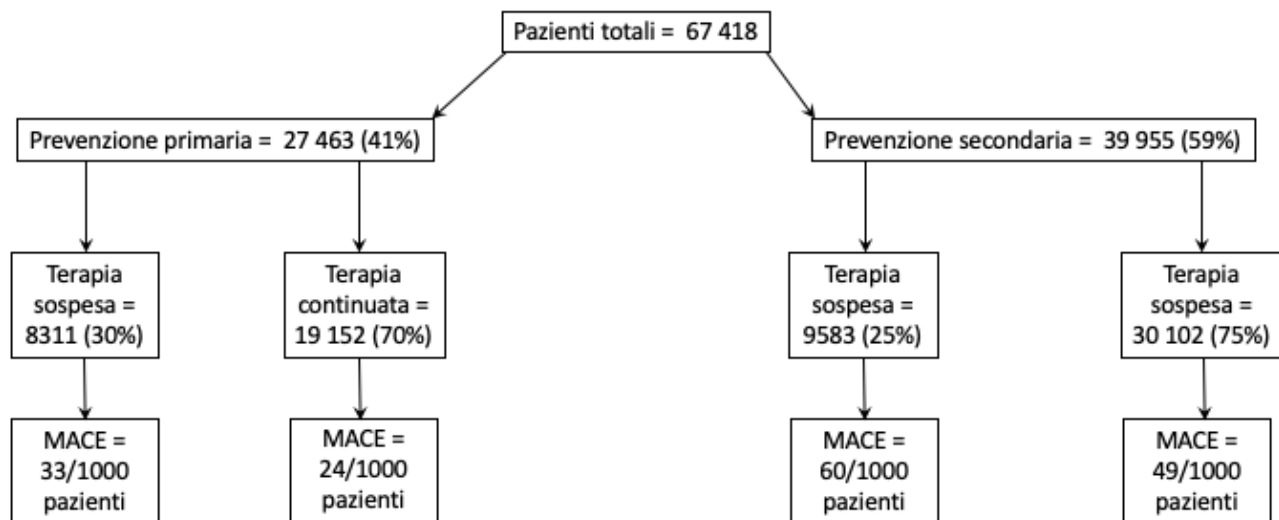 Pazienti totali = 67 418
Prevenzione primaria = 27 463 (41%)
Prevenzione secondaria = 39 955 (59%)
Terapia
sospesa =
8311 (30%)
Terapia
continuata =
19 152 (70%)
Terapia
sospesa =
9583 (25%)
Terapia
sospesa =
30 102 (75%)
MACE =
33/1000
pazienti
MACE =
24/1000
pazienti
MACE =
60/1000
pazienti
MACE =
49/1000
pazienti